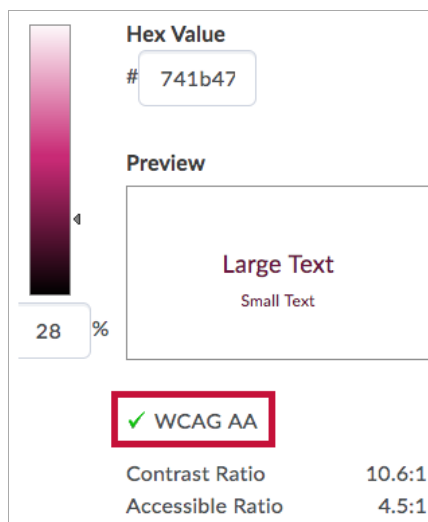 Hex Value
# 741b47
Preview
Large Text
Small Text
28 %
✓ WCAG AA
Contrast Ratio 10.6:1
Accessible Ratio 4.5:1